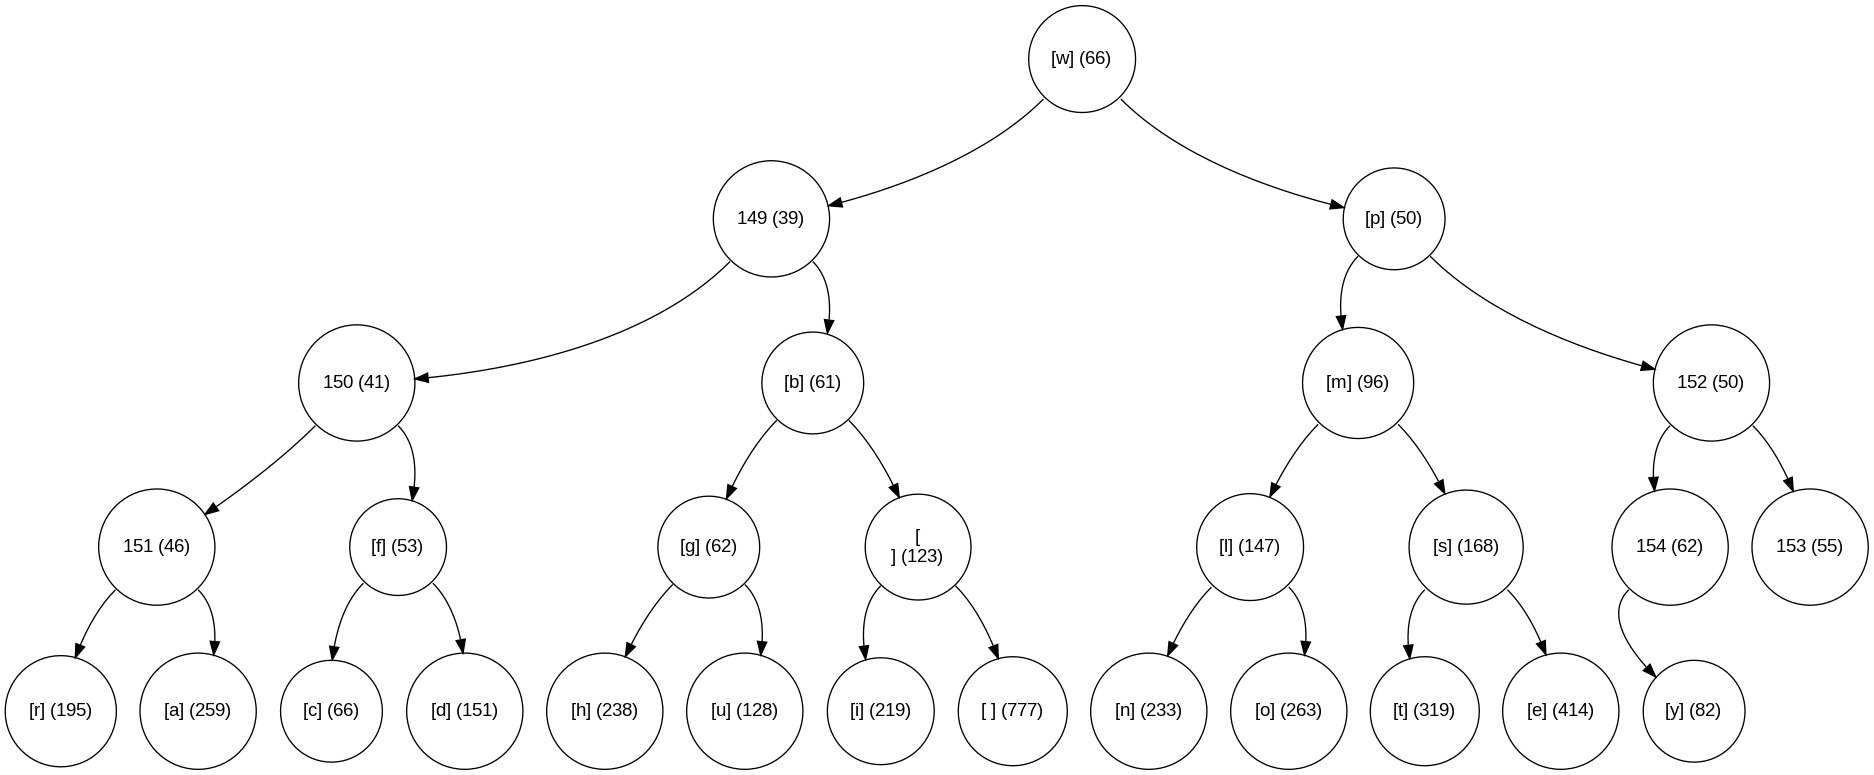 [w] (66)
149 (39)
[p] (50)
150 (41)
[b] (61)
[m] (96)
152 (50)
151 (46)
[f] (53)
[g] (62)
[
] (123)
[l] (147)
[s] (168)
154 (62)
153 (55)
[r] (195)
[a] (259)
[c] (66)
[d] (151)
[h] (238)
[u] (128)
[i] (219)
[ ] (777)
[n] (233)
[o] (263)
[t] (319)
[e] (414)
[y] (82)